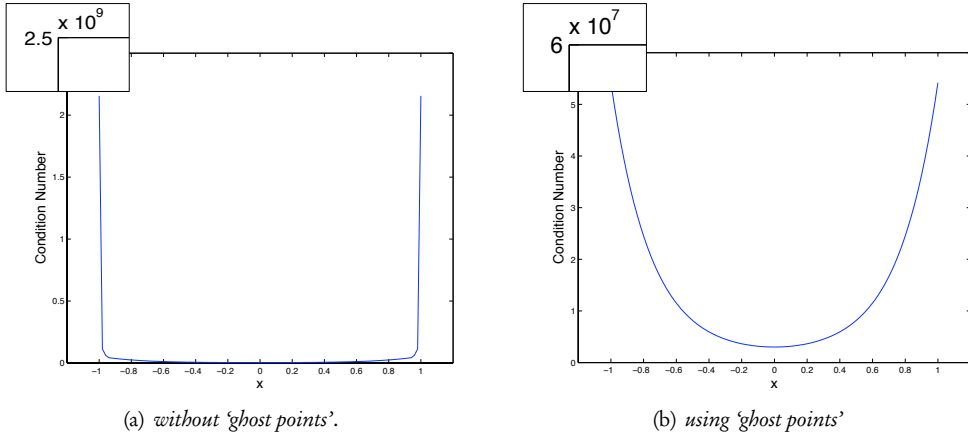 x 10^9
2.5
2
1.5
1
0.5
0
Condition Number
−1 −0.8 −0.6 −0.4 −0.2 0 0.2 0.4 0.6 0.8 1
x
(a) without ‘ghost points’.
x 10^7
6
5
4
3
2
1
0
Condition Number
−1 −0.8 −0.6 −0.4 −0.2 0 0.2 0.4 0.6 0.8 1
x
(b) using ‘ghost points’